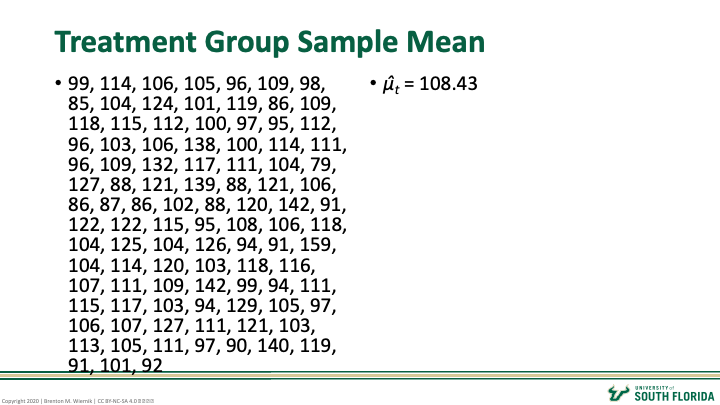 Treatment Group Sample Mean
• 99, 114, 106, 105, 96, 109, 98,
85, 104, 124, 101, 119, 86, 109,
118, 115, 112, 100, 97, 95, 112,
96, 103, 106, 138, 100, 114, 111,
96, 109, 132, 117, 111, 104, 79,
127, 88, 121, 139, 88, 121, 106,
86, 87, 86, 102, 88, 120, 142, 91,
122, 122, 115, 95, 108, 106, 118,
104, 125, 104, 126, 94, 91, 159,
104, 114, 120, 103, 118, 116,
107, 111, 109, 142, 99, 94, 111,
115, 117, 103, 94, 129, 105, 97,
106, 107, 127, 111, 121, 103,
113, 105, 111, 97, 90, 140, 119,
91, 101, 92
• μ̂ₜ = 108.43
Copyright 2020 | Brenton M. Wiernik | CC BY-NC-SA 4.0
UNIVERSITY of
SOUTH FLORIDA